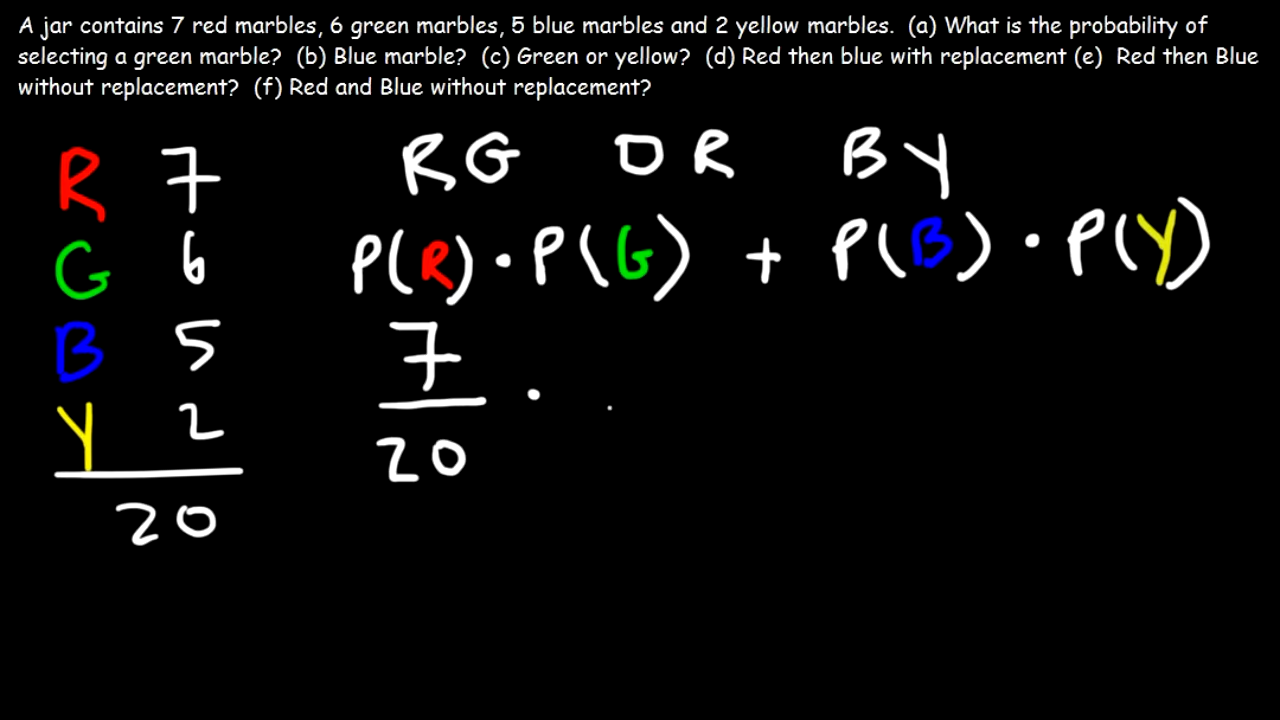 A jar contains 7 red marbles, 6 green marbles, 5 blue marbles and 2 yellow marbles. (a) What is the probability of
selecting a green marble? (b) Blue marble? (c) Green or yellow? (d) Red then blue with replacement (e) Red then Blue
without replacement? (f) Red and Blue without replacement?
R 7 RG OR BY
G 6 P(R) · P(G) + P(B) · P(Y)
B 5 7
Y 2 ·
20 20